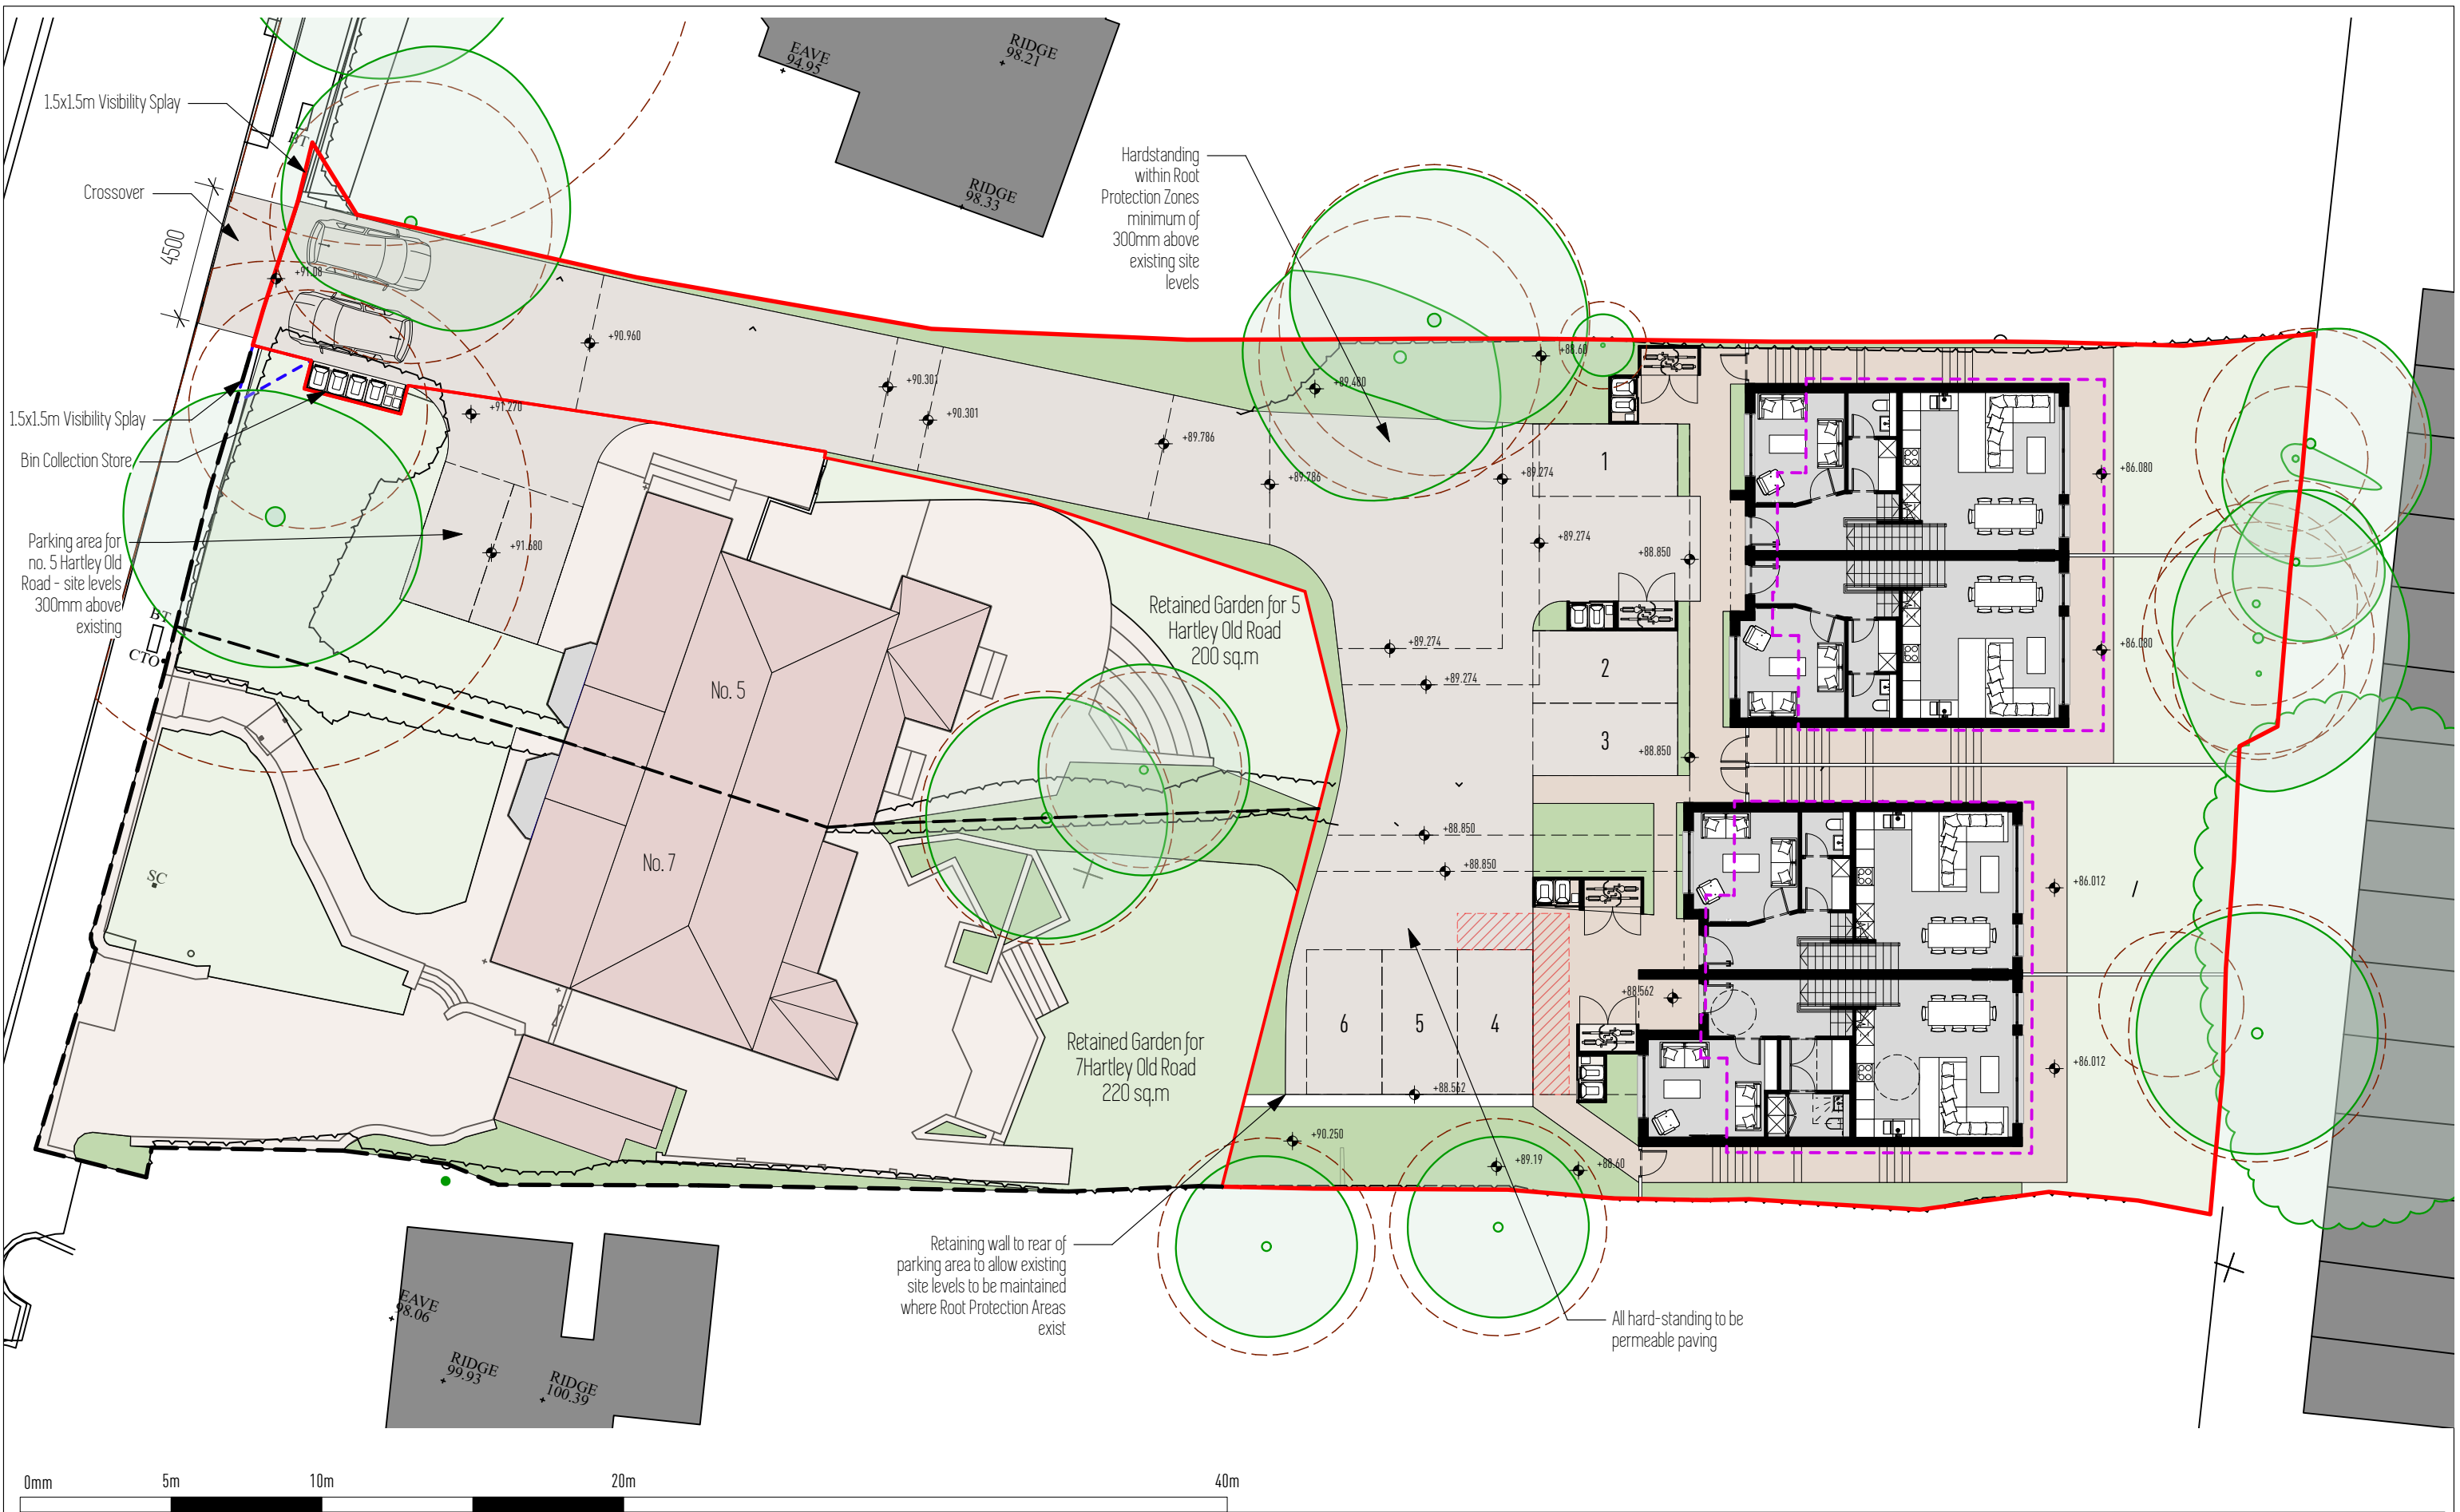 EAVE
94.95
RIDGE
98.21
RIDGE
98.33
1.5x1.5m Visibility Splay
BT
Crossover
4500
Hardstanding
within Root
Protection Zones
minimum of
300mm above
existing site
levels
+91.08
+90.960
+90.301
+90.301
+89.786
+89.786
+89.480
+88.60
+89.274
+89.274
+88.850
1
1.5x1.5m Visibility Splay
Bin Collection Store
+91.270
+91.680
Parking area for
no. 5 Hartley Old
Road - site levels
300mm above
existing
BT
CTO
No. 5
No. 7
SC
Retained Garden for 5
Hartley Old Road
200 sq.m
+89.274
+89.274
2
3
+88.850
+86.080
+86.080
+88.850
+88.850
+86.012
+86.012
+88.562
6
5
4
+88.562
Retained Garden for
7Hartley Old Road
220 sq.m
+90.250
+89.19
+88.60
Retaining wall to rear of
parking area to allow existing
site levels to be maintained
where Root Protection Areas
exist
All hard-standing to be
permeable paving
EAVE
98.06
RIDGE
99.93
RIDGE
100.39
0mm
5m
10m
20m
40m